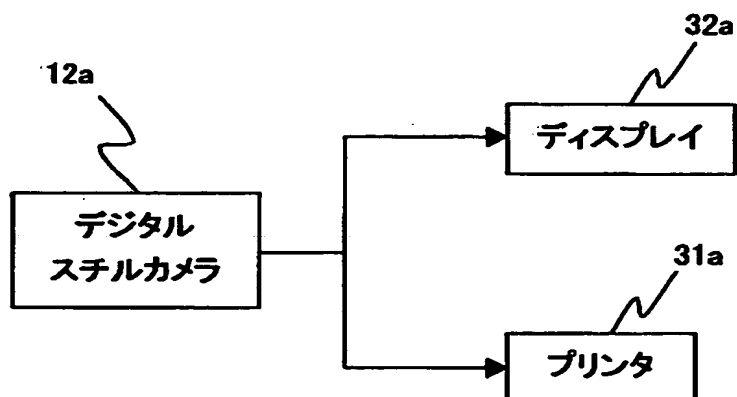 32a
12a
ディスプレイ
デジタル
スチルカメラ
31a
プリンタ